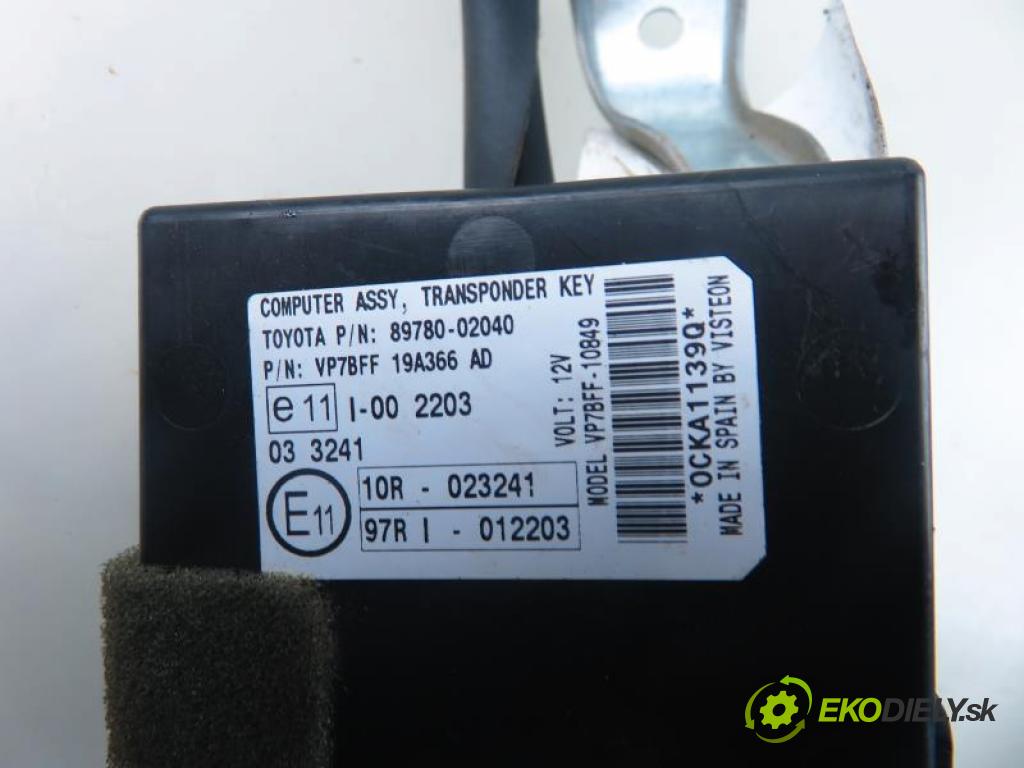 COMPUTER ASSY, TRANSPONDER KEY
TOYOTA P/N: 89780-02040
P/N: VP7BFF 19A366 AD
e11 I-00 2203
03 3241
E11
10R - 023241
97R I - 012203
VOLT: 12V
MODEL VP7BFF-10849
*OCKA1139Q*
MADE IN SPAIN BY VISTEON
EKODIELY.sk